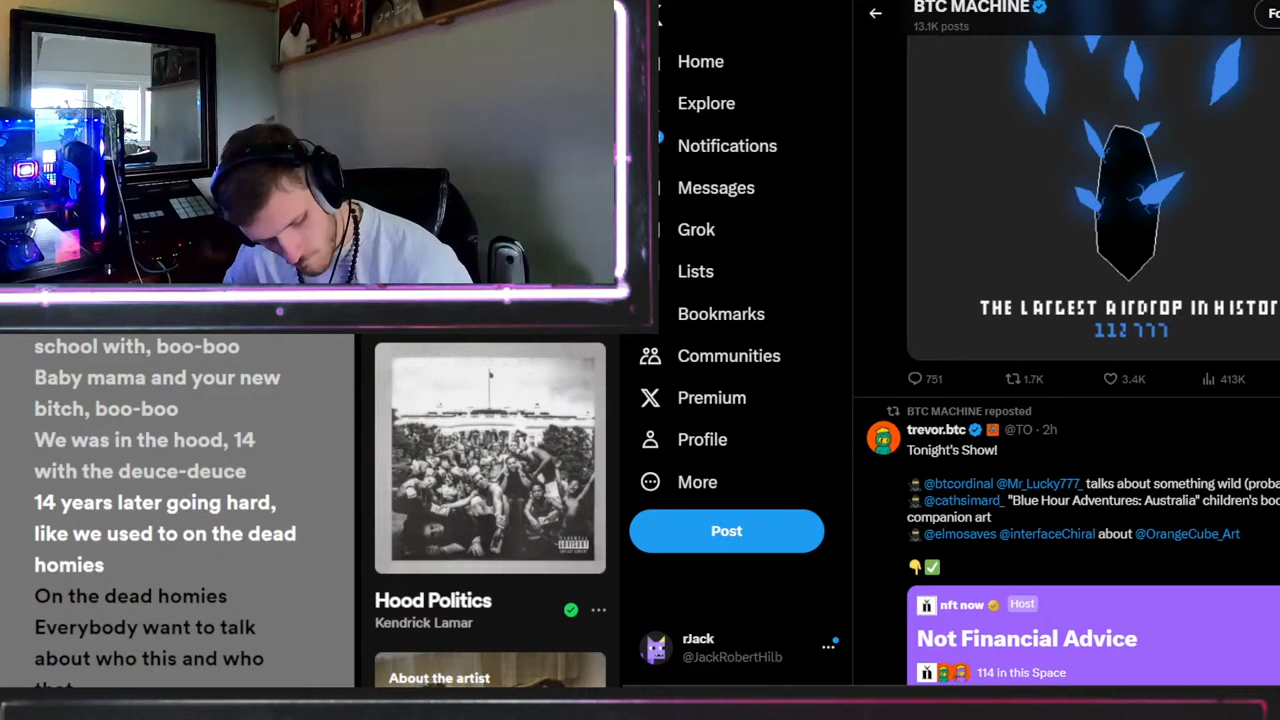 school with, boo-boo
Baby mama and your new
bitch, boo-boo
We was in the hood, 14
with the deuce-deuce
14 years later going hard,
like we used to on the dead
homies
On the dead homies
Everybody want to talk
about who this and who
that
Hood Politics
Kendrick Lamar
About the artist
Home
Explore
Notifications
Messages
Grok
Lists
Bookmarks
Communities
Premium
Profile
More
Post
rJack
@JackRobertHilb
BTC MACHINE
13.1K posts
Fo
THE LARGEST AIRDROP IN HISTOR
112 777
751 1.7K 3.4K 413K
BTC MACHINE reposted
trevor.btc @TO · 2h
Tonight's Show!
@btcordinal @Mr_Lucky777_ talks about something wild (proba
@cathsimard_ "Blue Hour Adventures: Australia" children's boo
companion art
@elmosaves @interfaceChiral about @OrangeCube_Art
nft now Host
Not Financial Advice
114 in this Space